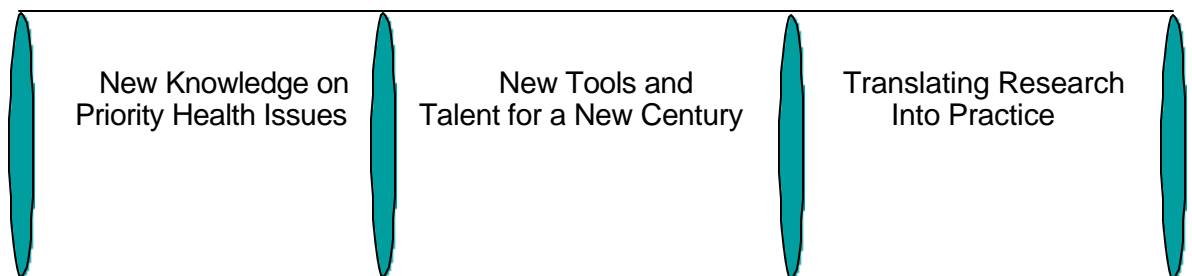 New Knowledge on
Priority Health Issues
New Tools and
Talent for a New Century
Translating Research
Into Practice